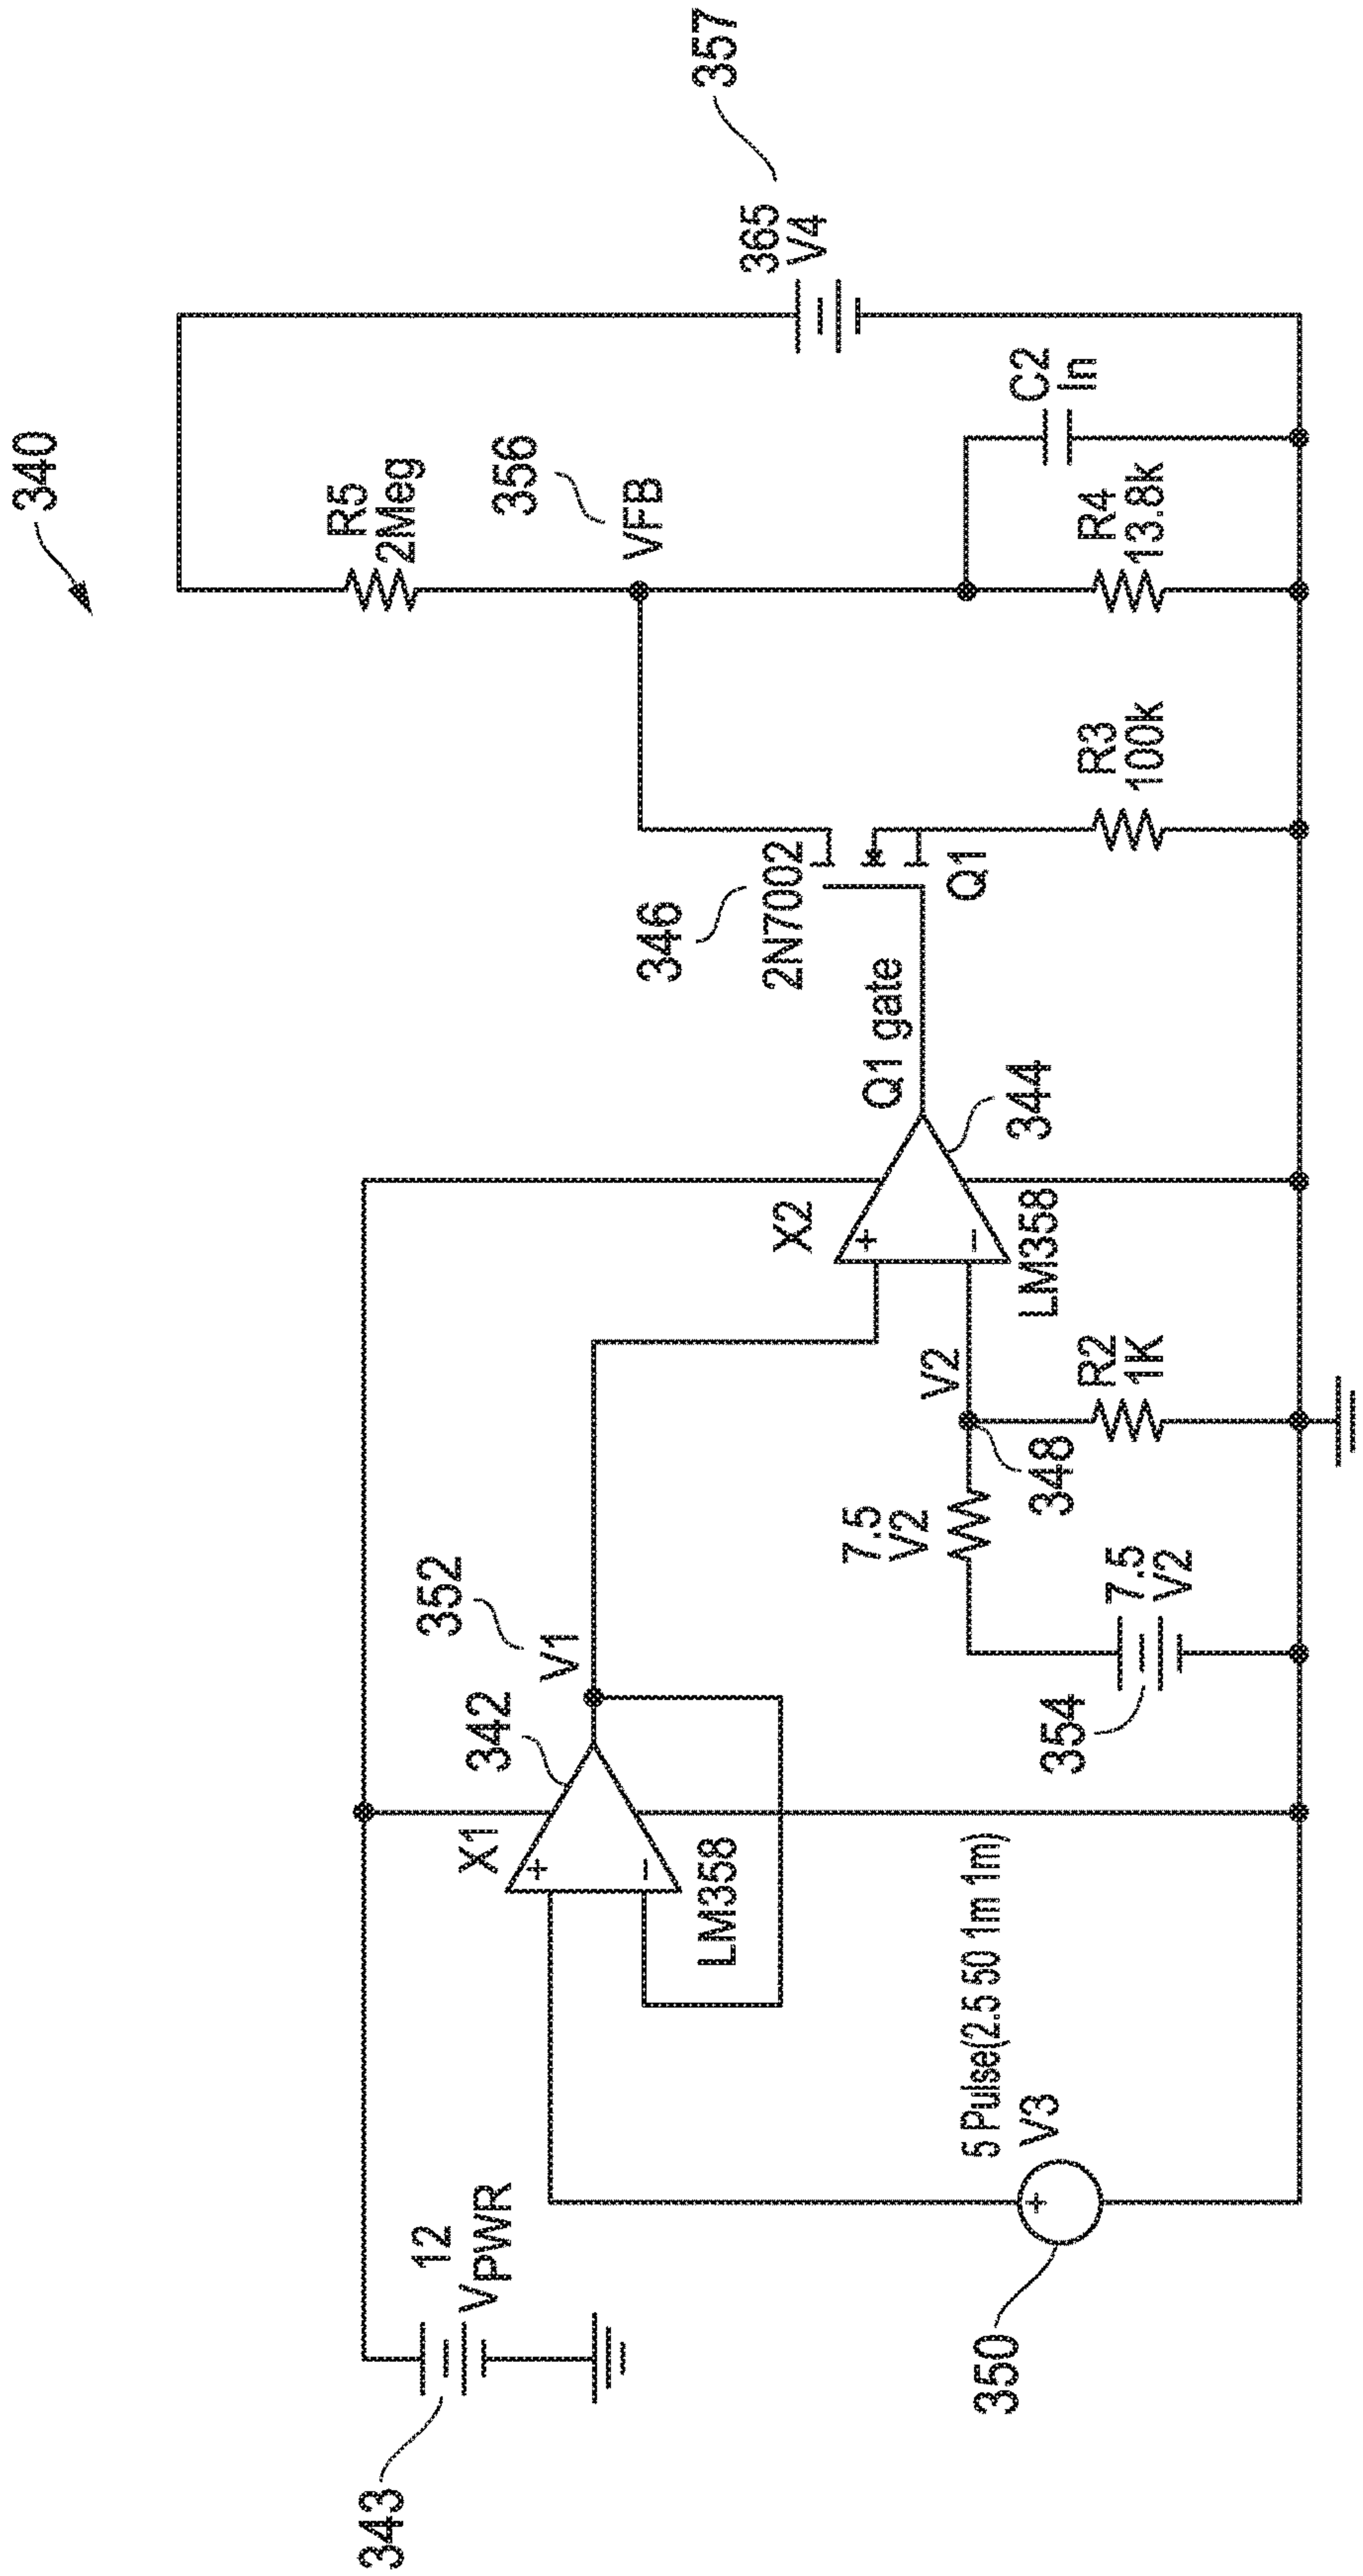 340
343
12
VPWR
X1
342
352
V1
LM358
350
5 Pulse(2.5 50 1m 1m)
V3
354
7.5
V2
7.5
V2
348
V2
R2
1K
X2
LM358
344
Q1 gate
346
2N7002
Q1
R3
100k
R5
2Meg
356
VFB
R4
13.8k
C2
In
365
V4
357
+
−
+
−
+